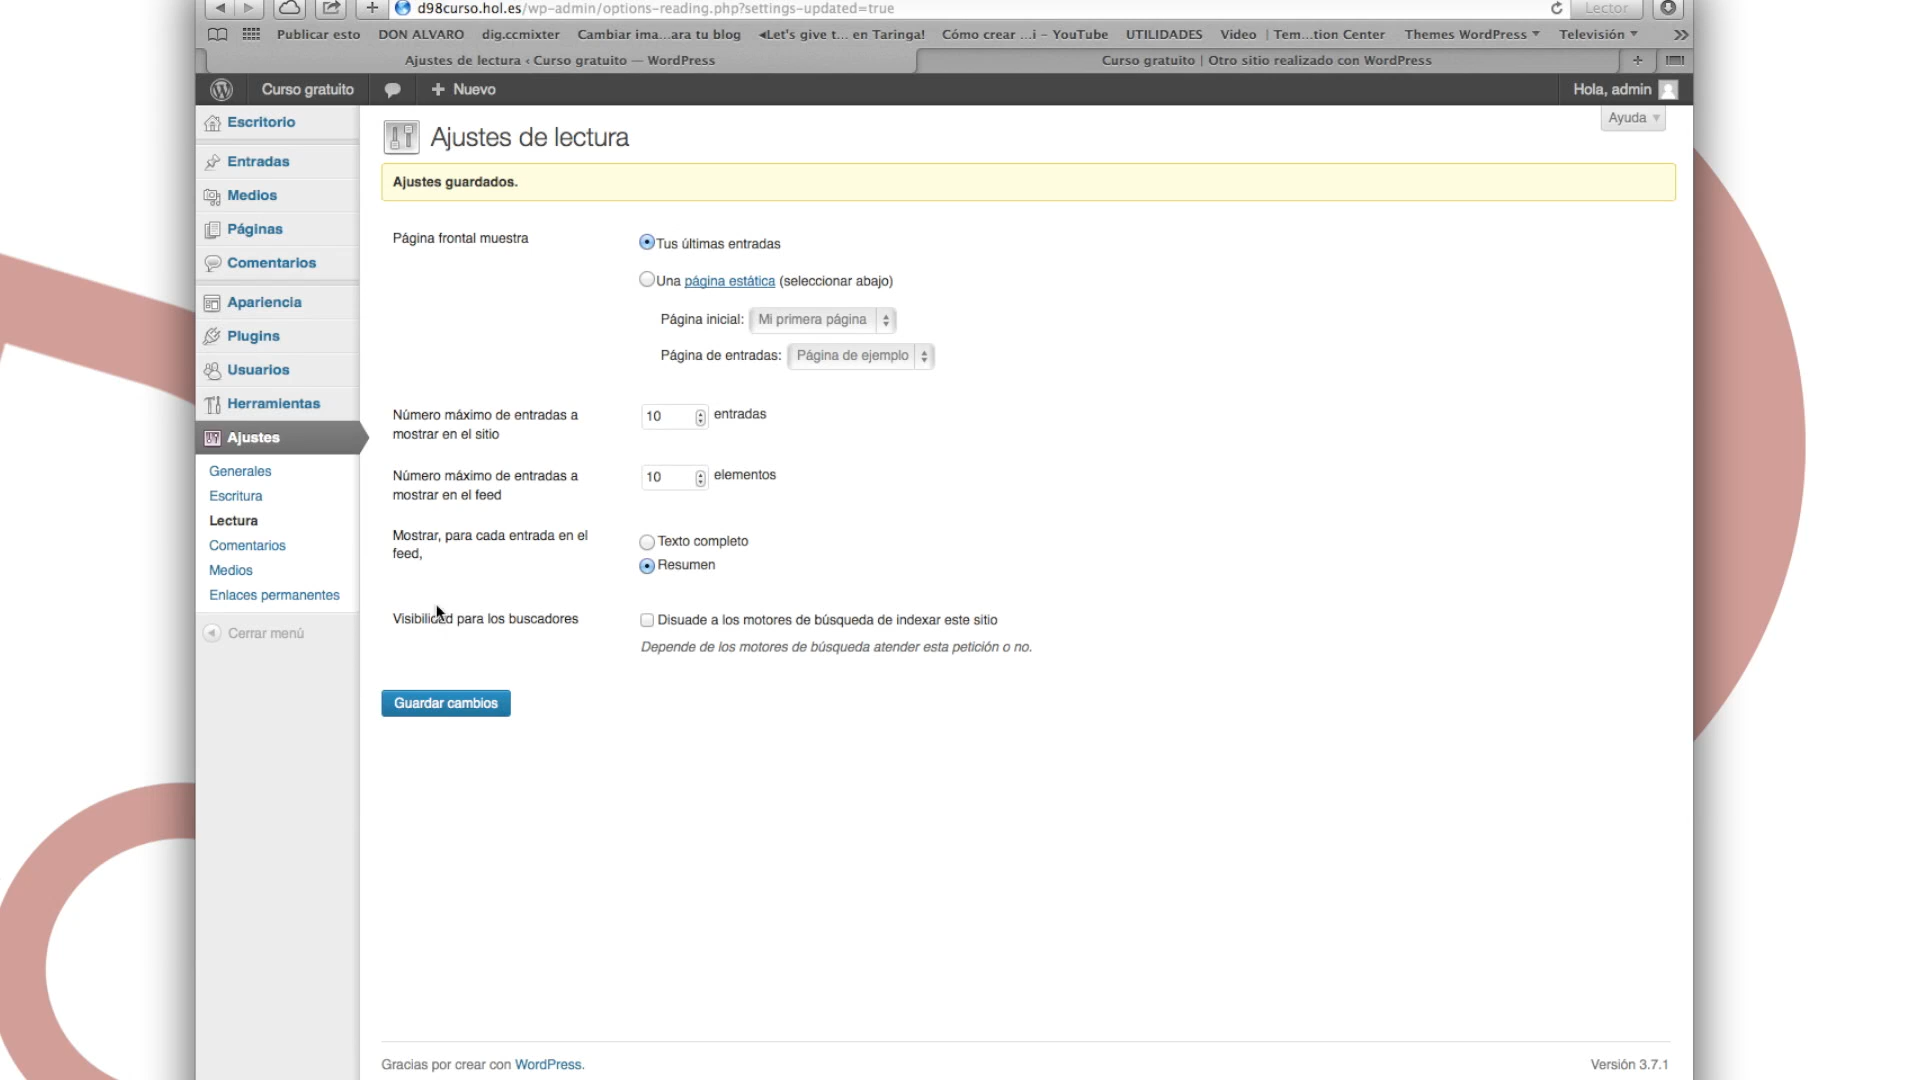 d98curso.hol.es/wp-admin/options-reading.php?settings-updated=true
Lector
Publicar esto DON ALVARO dig.ccmixter Cambiar ima...ara tu blog ◂Let's give t... en Taringa! Cómo crear ...i – YouTube UTILIDADES Video | Tem...tion Center Themes WordPress ▾ Televisión ▾ >>
Ajustes de lectura ‹ Curso gratuito — WordPress
Curso gratuito | Otro sitio realizado con WordPress
Curso gratuito
+ Nuevo
Hola, admin
Ayuda
Escritorio
Entradas
Medios
Páginas
Comentarios
Apariencia
Plugins
Usuarios
Herramientas
Ajustes
Generales
Escritura
Lectura
Comentarios
Medios
Enlaces permanentes
Cerrar menú
Ajustes de lectura
Ajustes guardados.
Página frontal muestra
Tus últimas entradas
Una página estática (seleccionar abajo)
Página inicial: Mi primera página
Página de entradas: Página de ejemplo
Número máximo de entradas a
mostrar en el sitio
10 entradas
Número máximo de entradas a
mostrar en el feed
10 elementos
Mostrar, para cada entrada en el
feed,
Texto completo
Resumen
Visibilidad para los buscadores
Disuade a los motores de búsqueda de indexar este sitio
Depende de los motores de búsqueda atender esta petición o no.
Guardar cambios
Gracias por crear con WordPress.
Versión 3.7.1